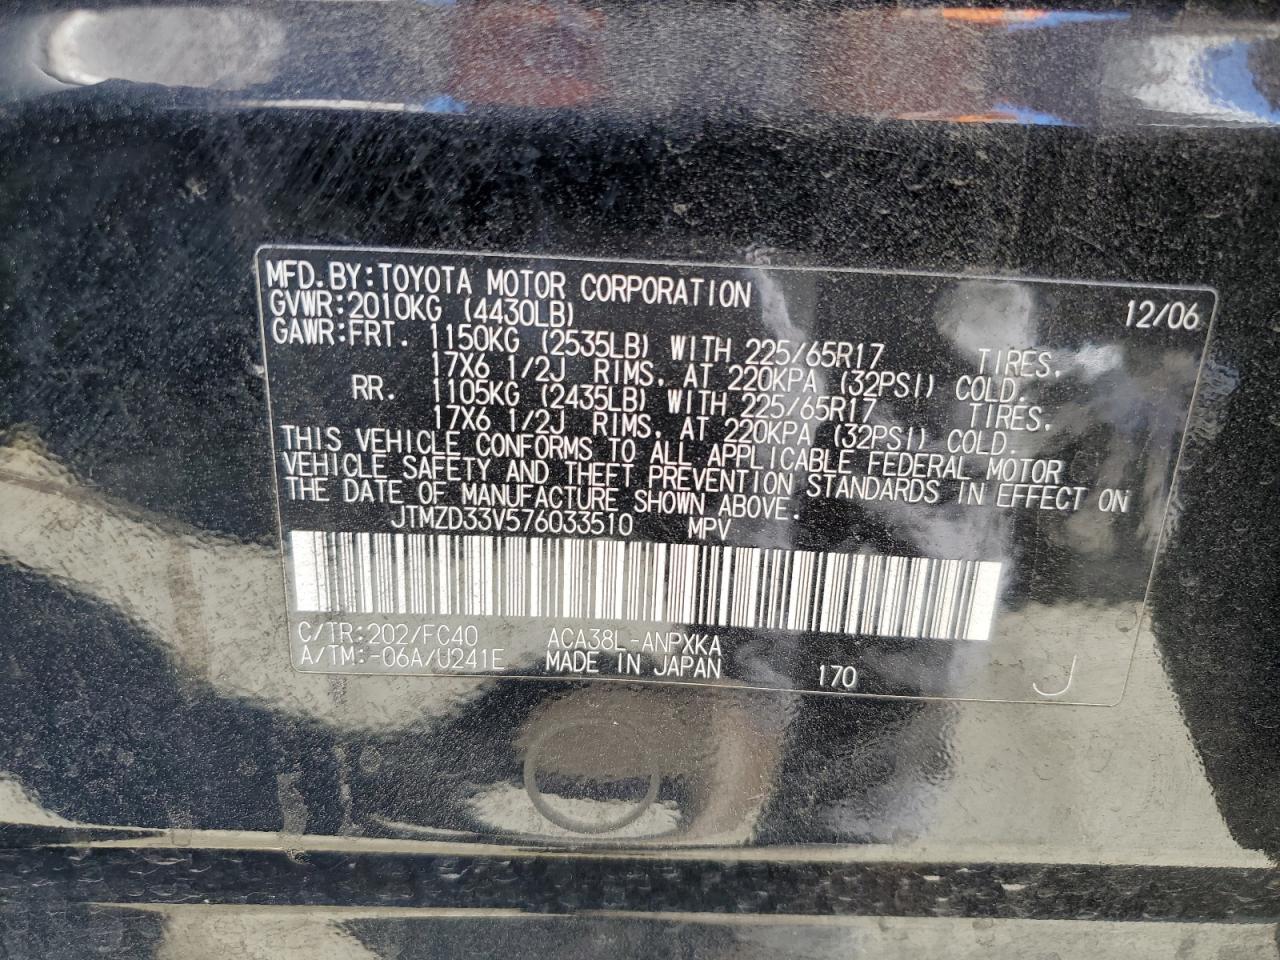 MFD.BY:TOYOTA MOTOR CORPORATION 12/06
GVWR:2010KG (4430LB)
GAWR:FRT. 1150KG (2535LB) WITH 225/65R17 TIRES,
17X6 1/2J RIMS, AT 220KPA (32PSI) COLD.
RR. 1105KG (2435LB) WITH 225/65R17 TIRES,
17X6 1/2J RIMS, AT 220KPA (32PSI) COLD.
THIS VEHICLE CONFORMS TO ALL APPLICABLE FEDERAL MOTOR
VEHICLE SAFETY AND THEFT PREVENTION STANDARDS IN EFFECT ON
THE DATE OF MANUFACTURE SHOWN ABOVE.
JTMZD33V576033510 MPV
C/TR:202/FC40 ACA38L-ANPXKA
A/TM:-06A/U241E MADE IN JAPAN 170 J